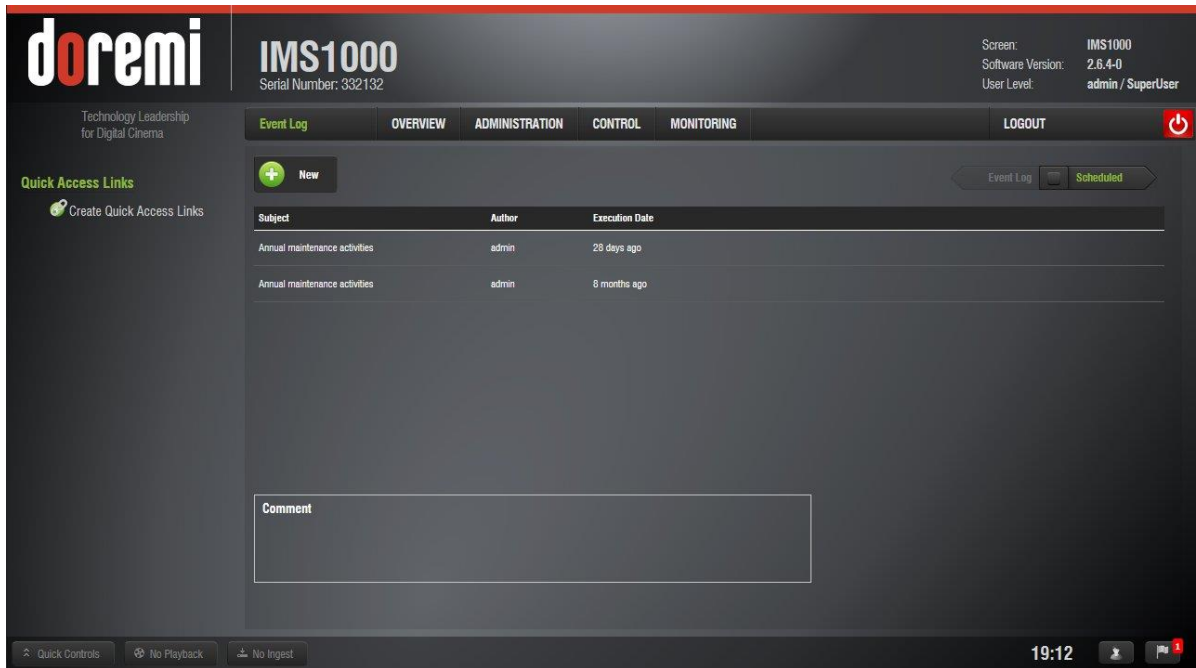 doremi
Technology Leadership
for Digital Cinema
IMS1000
Serial Number: 332132
Screen: IMS1000
Software Version: 2.6.4-0
User Level: admin / SuperUser
Event Log OVERVIEW ADMINISTRATION CONTROL MONITORING LOGOUT
Quick Access Links
Create Quick Access Links
New
Event Log Scheduled
Subject Author Execution Date
Annual maintenance activities admin 28 days ago
Annual maintenance activities admin 8 months ago
Comment
Quick Controls No Playback No Ingest 19:12 1